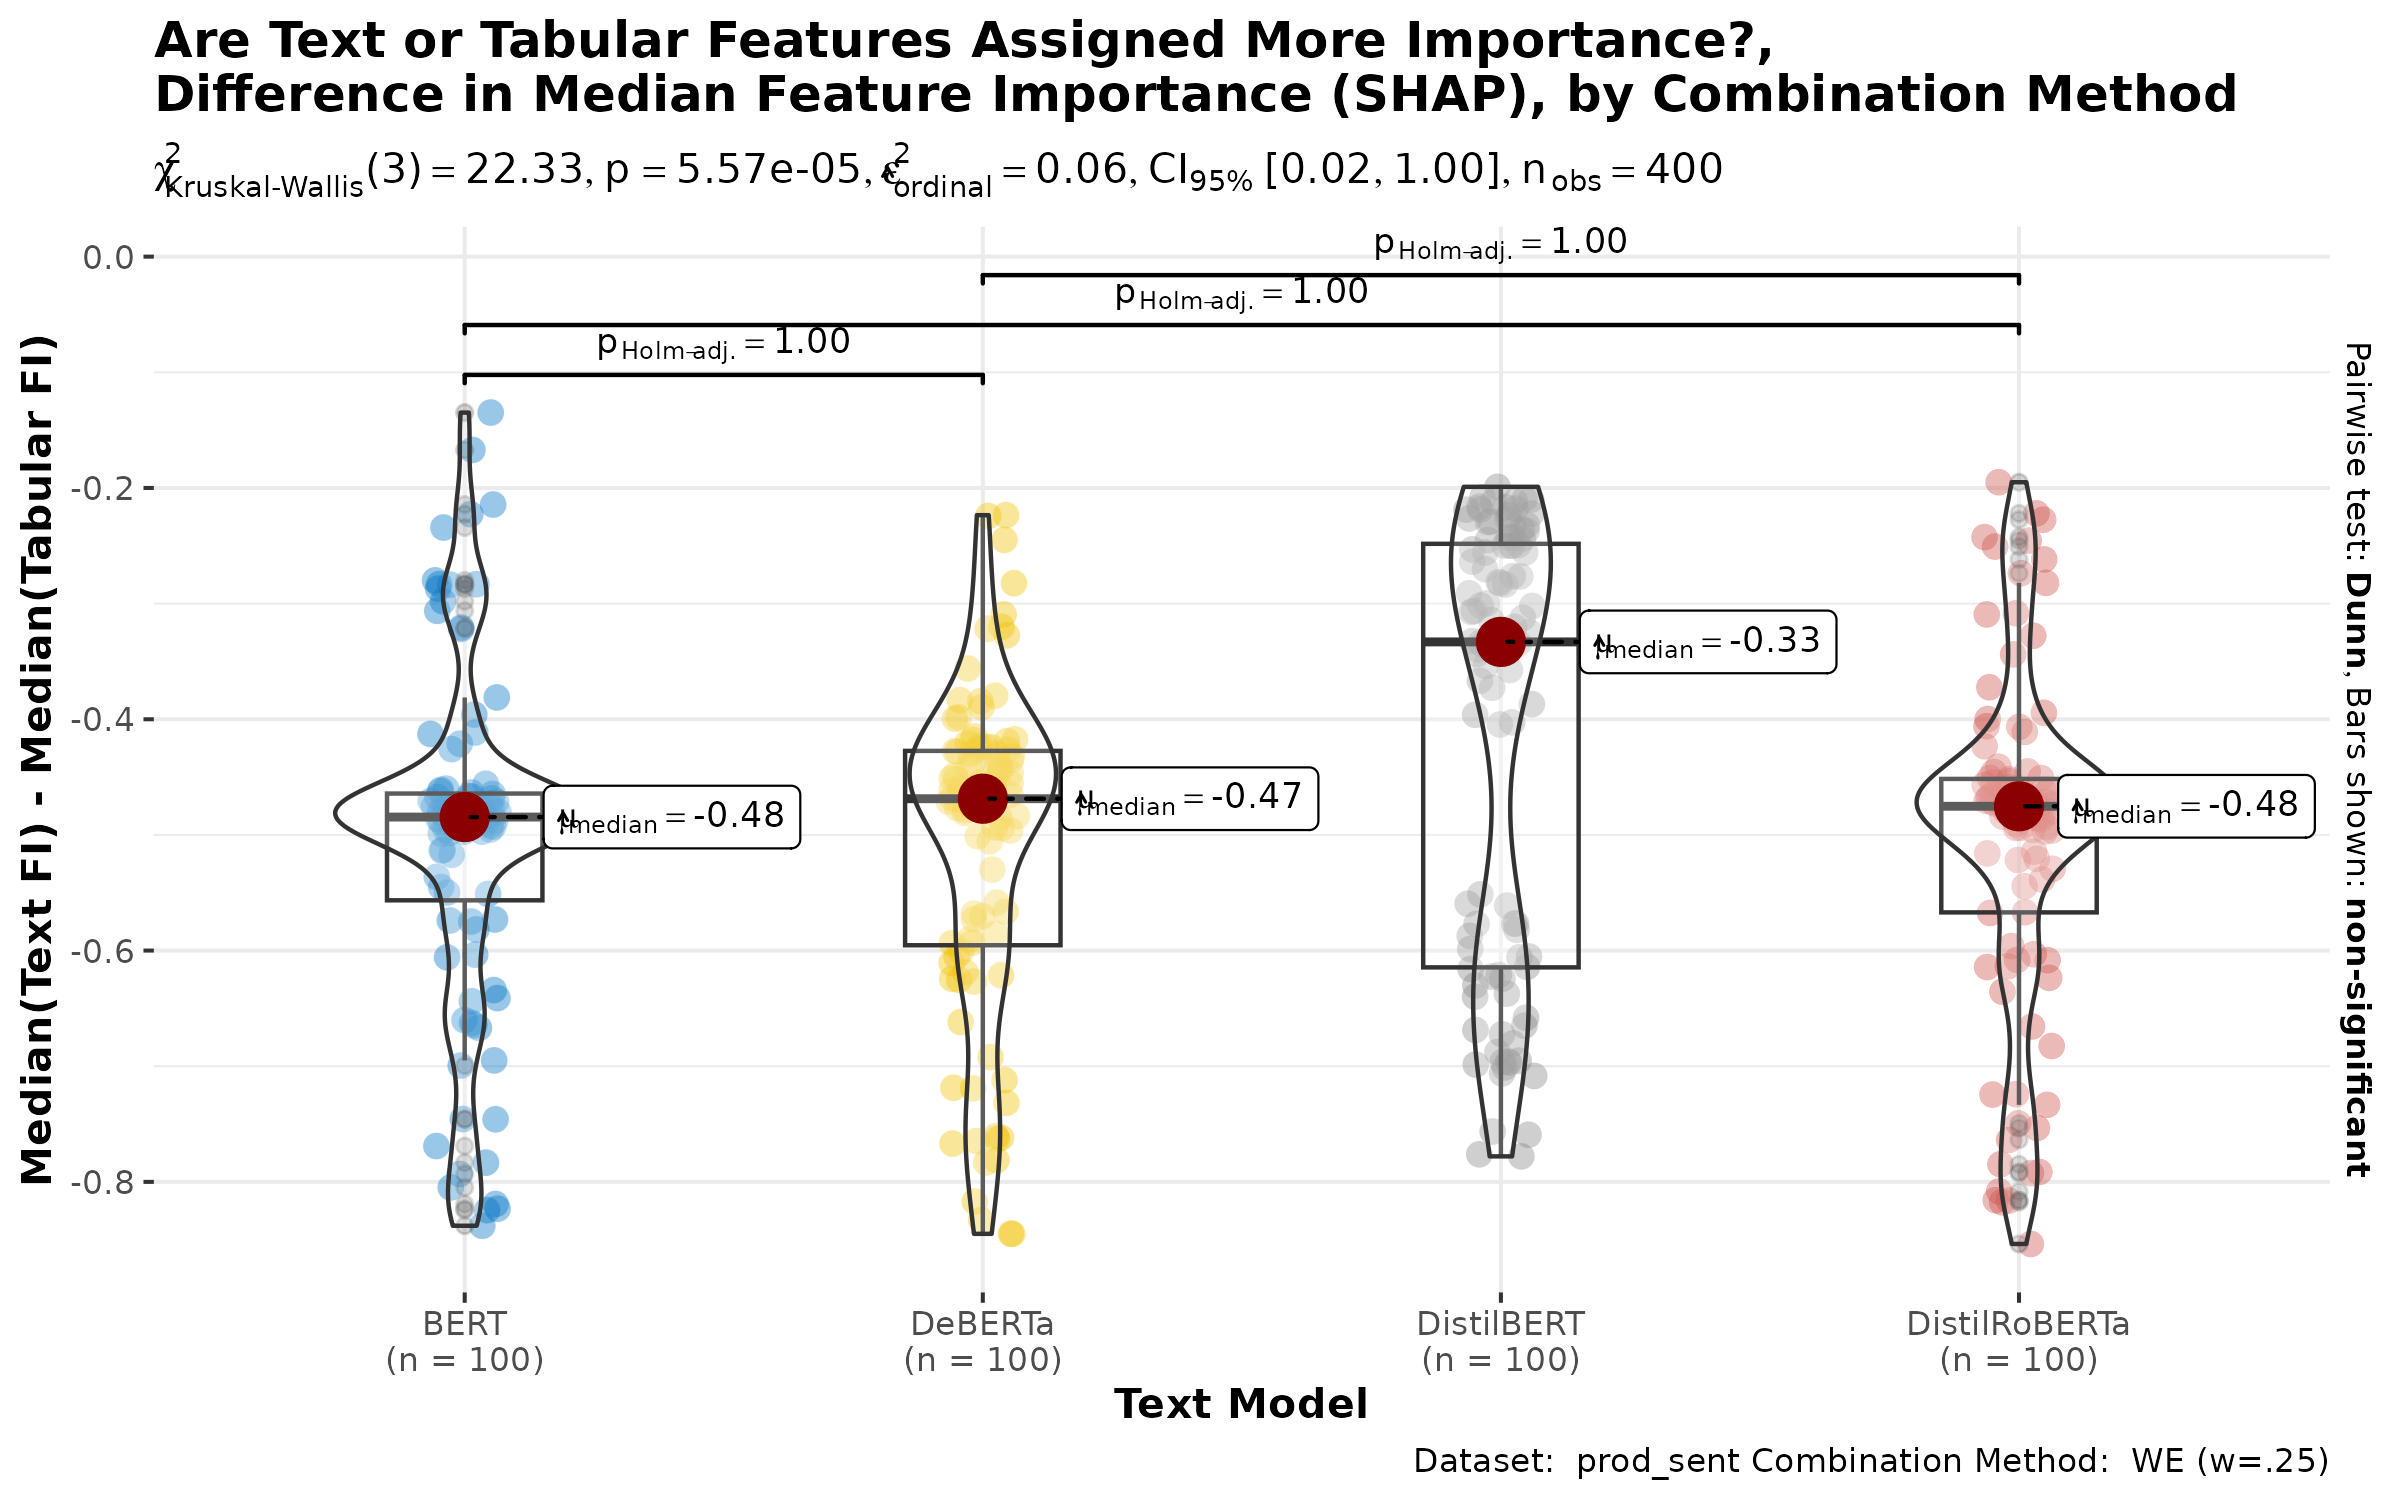 Are Text or Tabular Features Assigned More Importance?,
Difference in Median Feature Importance (SHAP), by Combination Method
χ²Kruskal-Wallis(3) = 22.33, p = 5.57e-05, ε̂²ordinal = 0.06, CI95% [0.02, 1.00], nobs = 400
Median(Text FI) - Median(Tabular FI)
0.0
-0.2
-0.4
-0.6
-0.8
pHolm-adj. = 1.00
pHolm-adj. = 1.00
pHolm-adj. = 1.00
μ̂median = -0.48
μ̂median = -0.47
μ̂median = -0.33
μ̂median = -0.48
Pairwise test: Dunn, Bars shown: non-significant
BERT
(n = 100)
DeBERTa
(n = 100)
DistilBERT
(n = 100)
DistilRoBERTa
(n = 100)
Text Model
Dataset:  prod_sent Combination Method:  WE (w=.25)